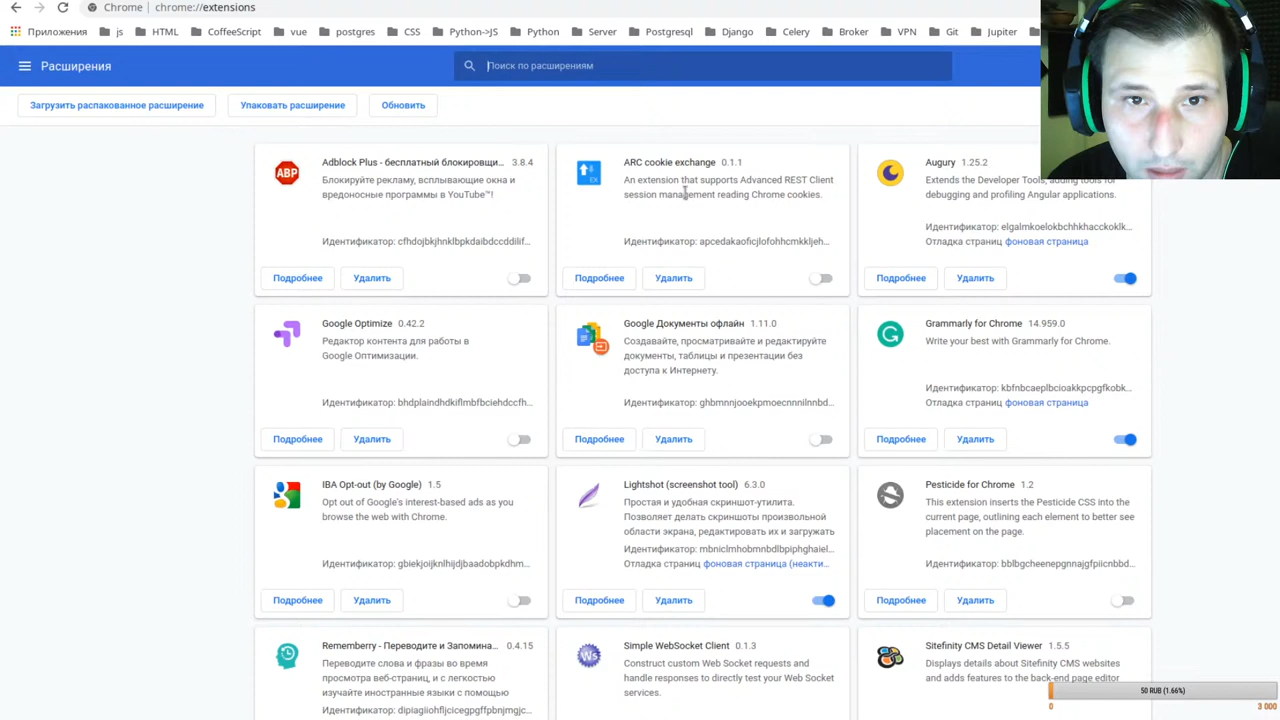 Chrome | chrome://extensions
Приложения js HTML CoffeeScript vue postgres CSS Python->JS Python Server Postgresql Django Celery Broker VPN Git Jupiter
Расширения
Поиск по расширениям
Загрузить распакованное расширение Упаковать расширение Обновить
Adblock Plus - бесплатный блокировщи... 3.8.4
Блокируйте рекламу, всплывающие окна и
вредоносные программы в YouTube™!
Идентификатор: cfhdojbkjhnklbpkdaibdccddilif...
Подробнее Удалить
ARC cookie exchange 0.1.1
An extension that supports Advanced REST Client
session management reading Chrome cookies.
Идентификатор: apcedakaoficjlofohhcmkkljeh...
Подробнее Удалить
Augury 1.25.2
Extends the Developer Tools, adding tools for
debugging and profiling Angular applications.
Идентификатор: elgalmkoelokbchhkhacckoklk...
Отладка страниц фоновая страница
Подробнее Удалить
Google Optimize 0.42.2
Редактор контента для работы в
Google Оптимизации.
Идентификатор: bhdplaindhdkiflmbfbciehdccfh...
Подробнее Удалить
Google Документы офлайн 1.11.0
Создавайте, просматривайте и редактируйте
документы, таблицы и презентации без
доступа к Интернету.
Идентификатор: ghbmnnjooekpmoecnnnilnnbd...
Подробнее Удалить
Grammarly for Chrome 14.959.0
Write your best with Grammarly for Chrome.
Идентификатор: kbfnbcaeplbcioakkpcpgfkobk...
Отладка страниц фоновая страница
Подробнее Удалить
IBA Opt-out (by Google) 1.5
Opt out of Google's interest-based ads as you
browse the web with Chrome.
Идентификатор: gbiekjoijknlhijdjbaadobpkdhm...
Подробнее Удалить
Lightshot (screenshot tool) 6.3.0
Простая и удобная скриншот-утилита.
Позволяет делать скриншоты произвольной
области экрана, редактировать их и загружать
Идентификатор: mbniclmhobmnbdlbpiphghaiel...
Отладка страниц фоновая страница (неакти...
Подробнее Удалить
Pesticide for Chrome 1.2
This extension inserts the Pesticide CSS into the
current page, outlining each element to better see
placement on the page.
Идентификатор: bblbgcheenepgnnajgfpiicnbbd...
Подробнее Удалить
Rememberry - Переводите и Запомина... 0.4.15
Переводите слова и фразы во время
просмотра веб-страниц, и с легкостью
изучайте иностранные языки с помощью
Идентификатор: dipiagiiohfljcicegpgffpbnjmgjc...
Simple WebSocket Client 0.1.3
Construct custom Web Socket requests and
handle responses to directly test your Web Socket
services.
Sitefinity CMS Detail Viewer 1.5.5
Displays details about Sitefinity CMS websites
and adds features to the back-end page editor
50 RUB (1.66%)
0 3 000